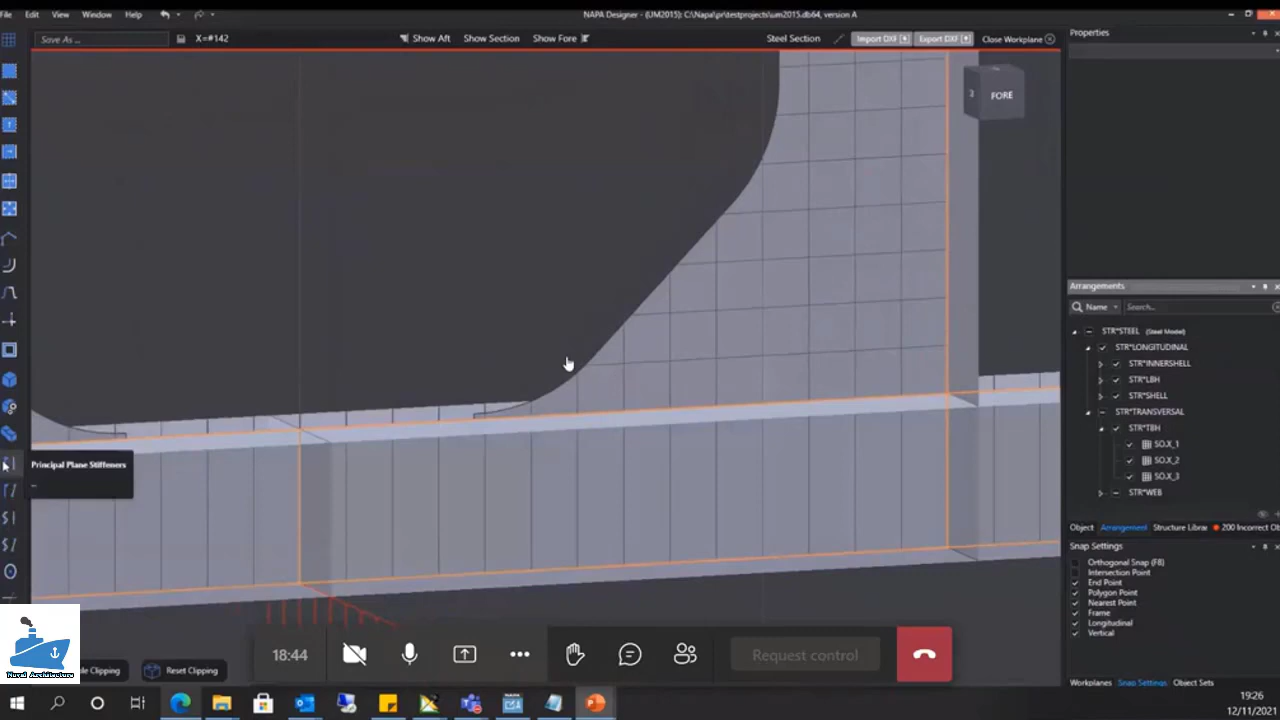 File Edit View Window Help
NAPA Designer - (UM2015): C:\Napa\pr\testprojects\um2015.db64, version A
Save As ... X=#142 Show Aft Show Section Show Fore Steel Section Import DXF Export DXF Close Workplane
Properties
FORE
Arrangements
Name Search...
STR*STEEL (Steel Model)
STR*LONGITUDINAL
STR*INNERSHELL
STR*LBH
STR*SHELL
STR*TRANSVERSAL
STR*TBH
SO.X_1
SO.X_2
SO.X_3
STR*WEB
Principal Plane Stiffeners
Object Arrangement Structure Librar 200 Incorrect Ob
Snap Settings
Orthogonal Snap (F8)
Intersection Point
End Point
Polygon Point
Nearest Point
Frame
Longitudinal
Vertical
Naval Architecture
Clipping Reset Clipping
18:44 Request control
Workplanes Snap Settings Object Sets
19:26
12/11/2021